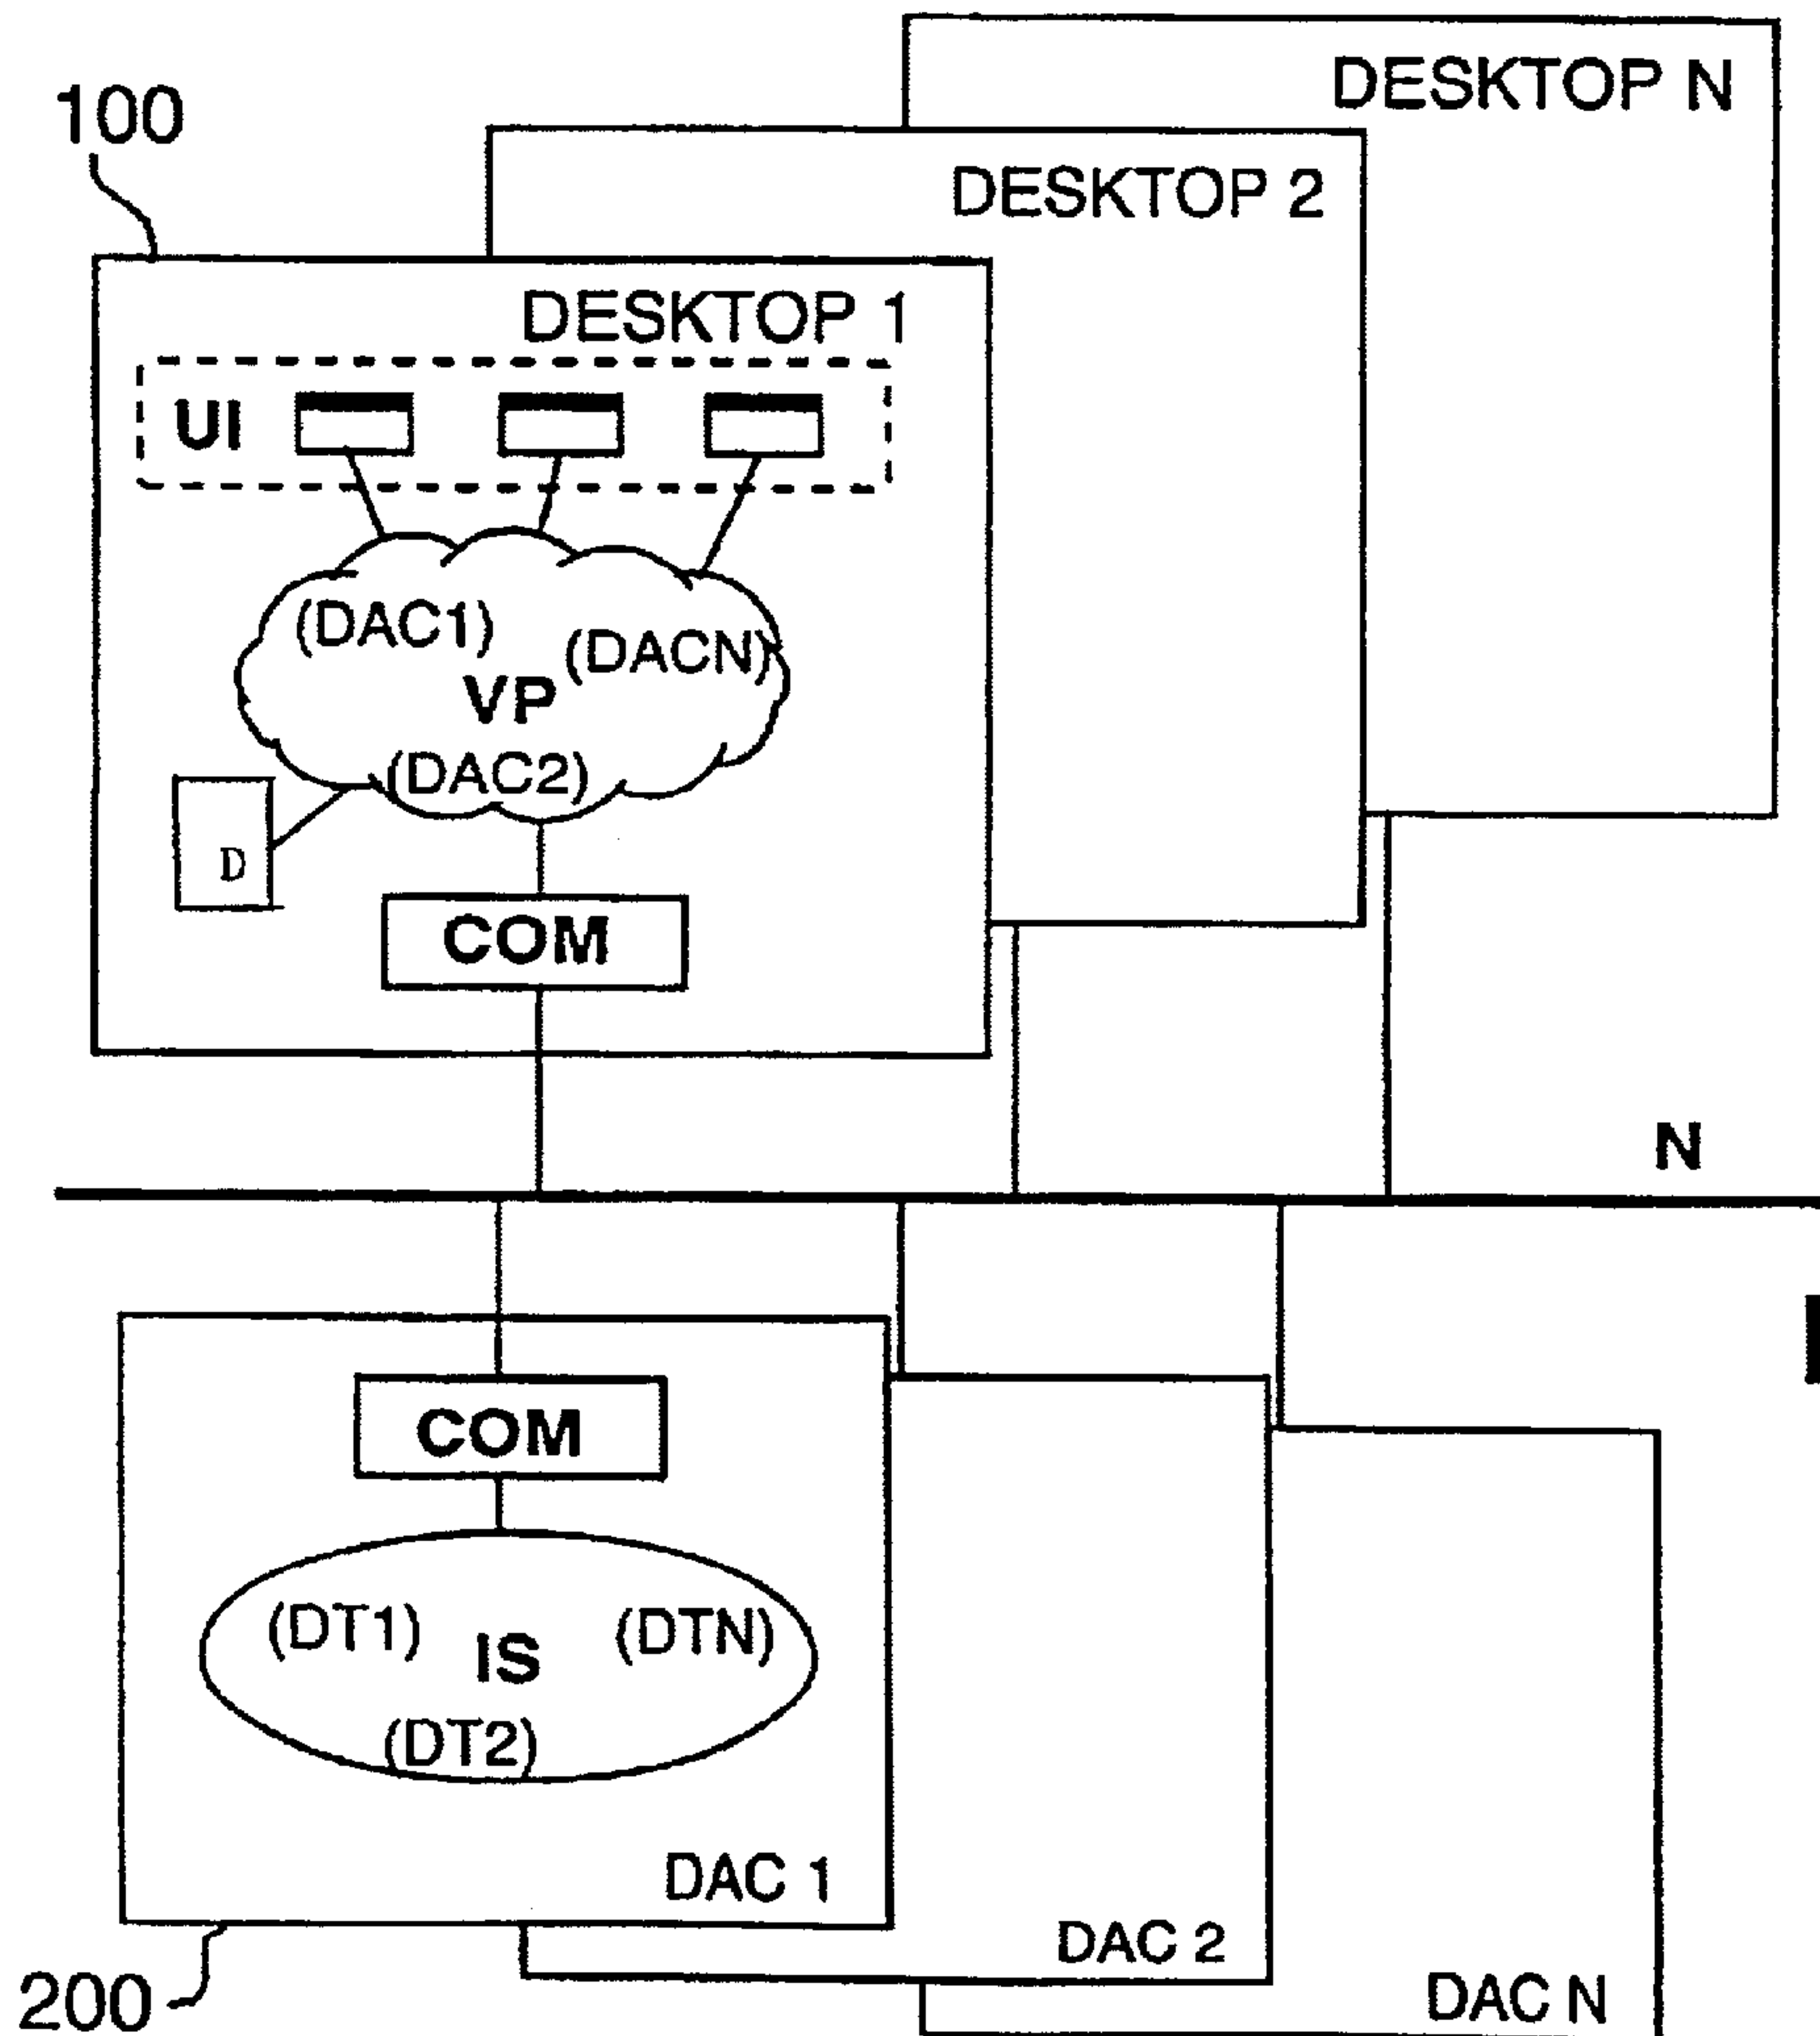 DESKTOP N
100
DESKTOP 2
DESKTOP 1
UI
(DAC1)
(DACN)
VP
(DAC2)
D
COM
N
COM
(DT1)
(DTN)
IS
(DT2)
DAC 1
DAC 2
200
DAC N